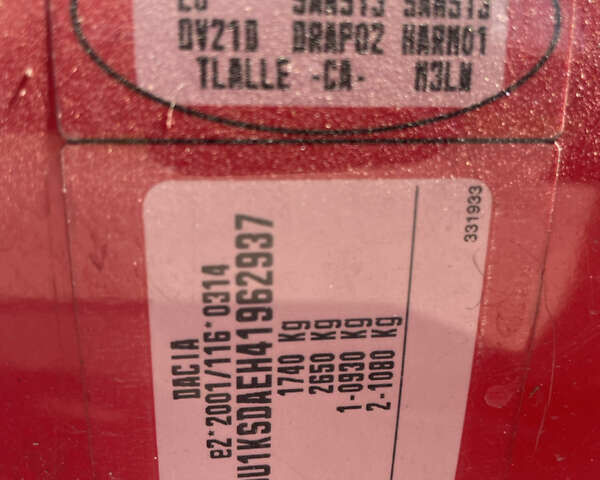 DV21D DRAP02 HARM01
TLALLE -CA- M3LM
DACIA
e2*2001/116*0314
U1KSDAEH41962937
1740 Kg
2650 Kg
1-0930 Kg
2-1080 Kg
331933